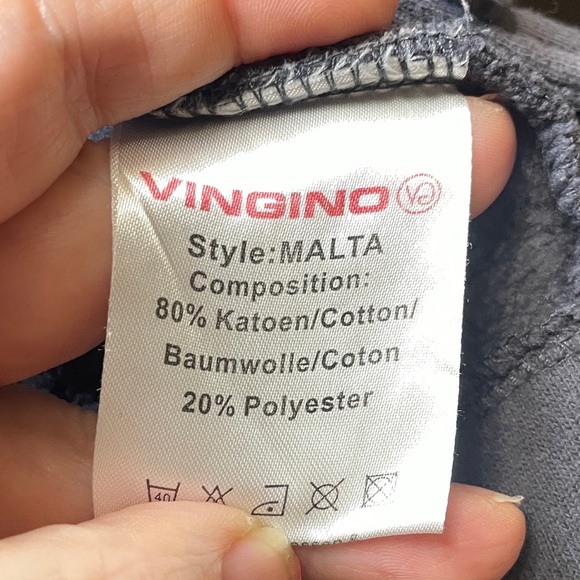 VINGINO
Style:MALTA
Composition:
80% Katoen/Cotton/
Baumwolle/Coton
20% Polyester
40